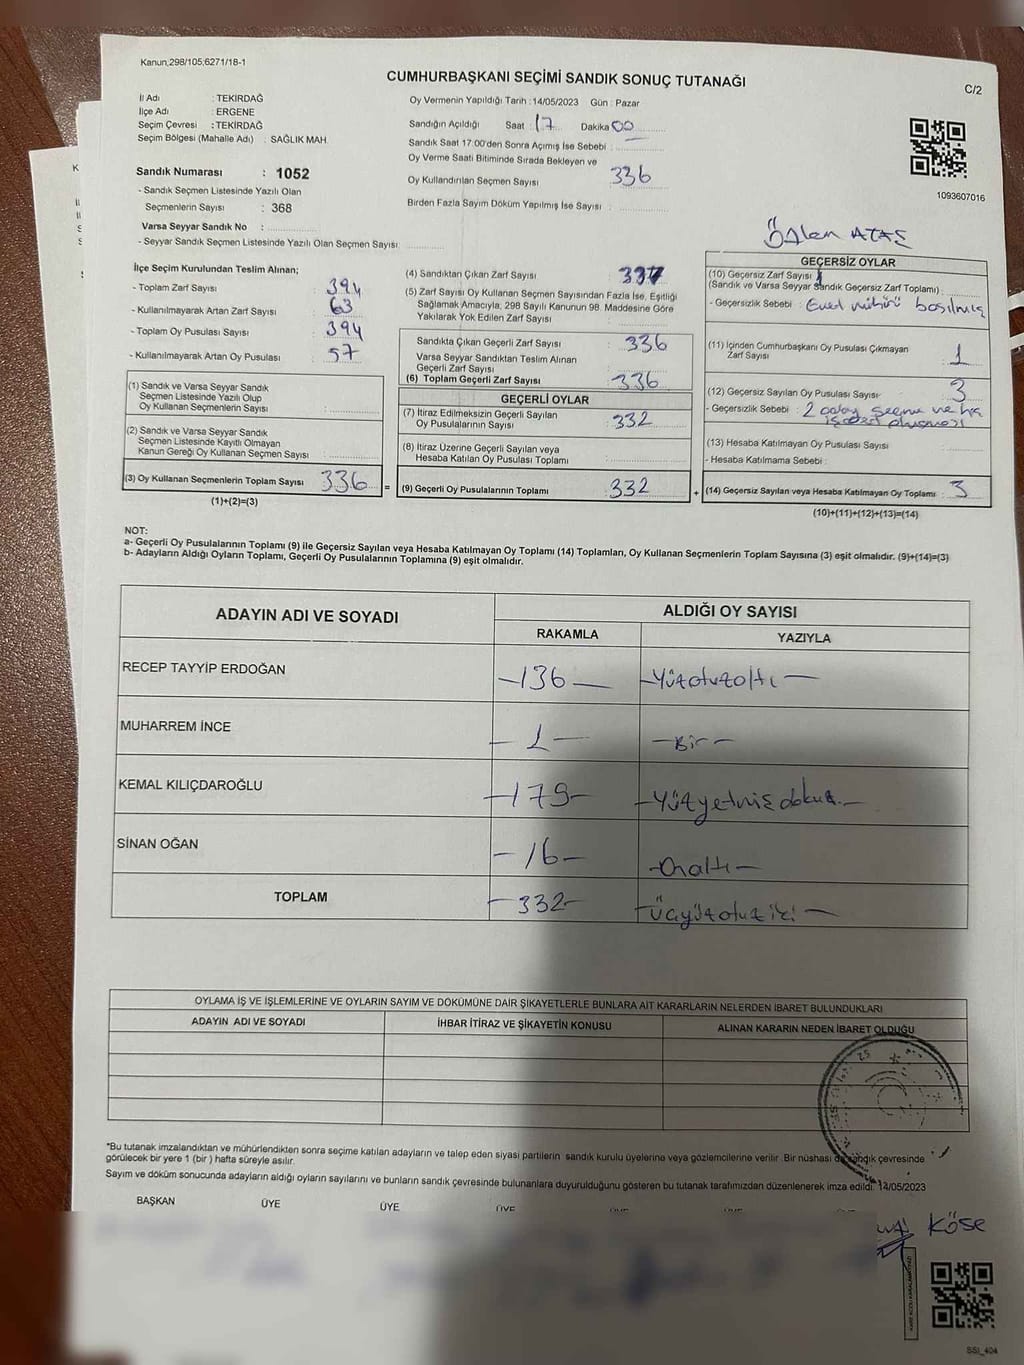 Kanun,298/105;6271/18-1
CUMHURBAŞKANI SEÇİMİ SANDIK SONUÇ TUTANAĞI
C/2
İl Adı : TEKİRDAĞ
İlçe Adı : ERGENE
Seçim Çevresi : TEKİRDAĞ
Seçim Bölgesi (Mahalle Adı) : SAĞLIK MAH
Sandık Numarası : 1052
- Sandık Seçmen Listesinde Yazılı Olan
Seçmenlerin Sayısı : 368
Varsa Seyyar Sandık No :
- Seyyar Sandık Seçmen Listesinde Yazılı Olan Seçmen Sayısı:
Oy Vermenin Yapıldığı Tarih : 14/05/2023 Gün : Pazar
Sandığın Açıldığı Saat : 17 Dakika 00
Sandık Saat 17:00'den Sonra Açımış İse Sebebi :
Oy Verme Saati Bitiminde Sırada Bekleyen ve
Oy Kullandırılan Seçmen Sayısı 336
Birden Fazla Sayım Döküm Yapılmış İse Sayısı :
1093607016
Özlem ATAŞ
İlçe Seçim Kurulundan Teslim Alınan;
- Toplam Zarf Sayısı : 394
- Kullanılmayarak Artan Zarf Sayısı : 63
- Toplam Oy Pusulası Sayısı : 394
- Kullanılmayarak Artan Oy Pusulası : 57
(1) Sandık ve Varsa Seyyar Sandık
Seçmen Listesinde Yazılı Olup
Oy Kullanan Seçmenlerin Sayısı :
(2) Sandık ve Varsa Seyyar Sandık
Seçmen Listesinde Kayıtlı Olmayan
Kanun Gereği Oy Kullanan Seçmen Sayısı :
(3) Oy Kullanan Seçmenlerin Toplam Sayısı : 336 =
(1)+(2)=(3)
(4) Sandıktan Çıkan Zarf Sayısı : 337
(5) Zarf Sayısı Oy Kullanan Seçmen Sayısından Fazla İse, Eşitliği
Sağlamak Amacıyla, 298 Sayılı Kanunun 98. Maddesine Göre
Yakılarak Yok Edilen Zarf Sayısı :
Sandıkta Çıkan Geçerli Zarf Sayısı : 336
Varsa Seyyar Sandıktan Teslim Alınan
Geçerli Zarf Sayısı :
(6) Toplam Geçerli Zarf Sayısı : 336
GEÇERLİ OYLAR
(7) İtiraz Edilmeksizin Geçerli Sayılan
Oy Pusulalarının Sayısı : 332
(8) İtiraz Üzerine Geçerli Sayılan veya
Hesaba Katılan Oy Pusulası Toplamı :
(9) Geçerli Oy Pusulalarının Toplamı : 332 +
GEÇERSİZ OYLAR
(10) Geçersiz Zarf Sayısı
(Sandık ve Varsa Seyyar Sandık Geçersiz Zarf Toplamı)
- Geçersizlik Sebebi : Evet mührü basılmış
(11) İçinden Cumhurbaşkanı Oy Pusulası Çıkmayan
Zarf Sayısı : 1
(12) Geçersiz Sayılan Oy Pusulası Sayısı : 3
- Geçersizlik Sebebi : 2 aday seçme ve hç
işaret olmaması
(13) Hesaba Katılmayan Oy Pusulası Sayısı
- Hesaba Katılmama Sebebi :
(14) Geçersiz Sayılan veya Hesaba Katılmayan Oy Toplamı : 3
(10)+(11)+(12)+(13)=(14)
NOT:
a- Geçerli Oy Pusulalarının Toplamı (9) ile Geçersiz Sayılan veya Hesaba Katılmayan Oy Toplamı (14) Toplamları, Oy Kullanan Seçmenlerin Toplam Sayısına (3) eşit olmalıdır. (9)+(14)=(3)
b- Adayların Aldığı Oyların Toplamı, Geçerli Oy Pusulalarının Toplamına (9) eşit olmalıdır.
ADAYIN ADI VE SOYADI ALDIĞI OY SAYISI
RAKAMLA YAZIYLA
RECEP TAYYİP ERDOĞAN -136- -Yüzotuzaltı-
MUHARREM İNCE - 1 - -Bir-
KEMAL KILIÇDAROĞLU -179- -Yüzyetmiş dokuz.-
SİNAN OĞAN -16- -Onaltı-
TOPLAM -332- -Üçyüzotuziki-
OYLAMA İŞ VE İŞLEMLERİNE VE OYLARIN SAYIM VE DÖKÜMÜNE DAİR ŞİKAYETLERLE BUNLARA AİT KARARLARIN NELERDEN İBARET BULUNDUKLARI
ADAYIN ADI VE SOYADI İHBAR İTİRAZ VE ŞİKAYETİN KONUSU ALINAN KARARIN NEDEN İBARET OLDUĞU
*Bu tutanak imzalandıktan ve mühürlendikten sonra seçime katılan adayların ve talep eden siyasi partilerin sandık kurulu üyelerine veya gözlemcilerine verilir. Bir nüshası da sandık çevresinde
görülecek bir yere 1 (bir ) hafta süreyle asılır.
Sayım ve döküm sonucunda adayların aldığı oyların sayılarını ve bunların sandık çevresinde bulunanlara duyurulduğunu gösteren bu tutanak tarafımızdan düzenlenerek imza edildi. 14/05/2023
BAŞKAN ÜYE ÜYE ÜYE
KÖSE
SSI_404